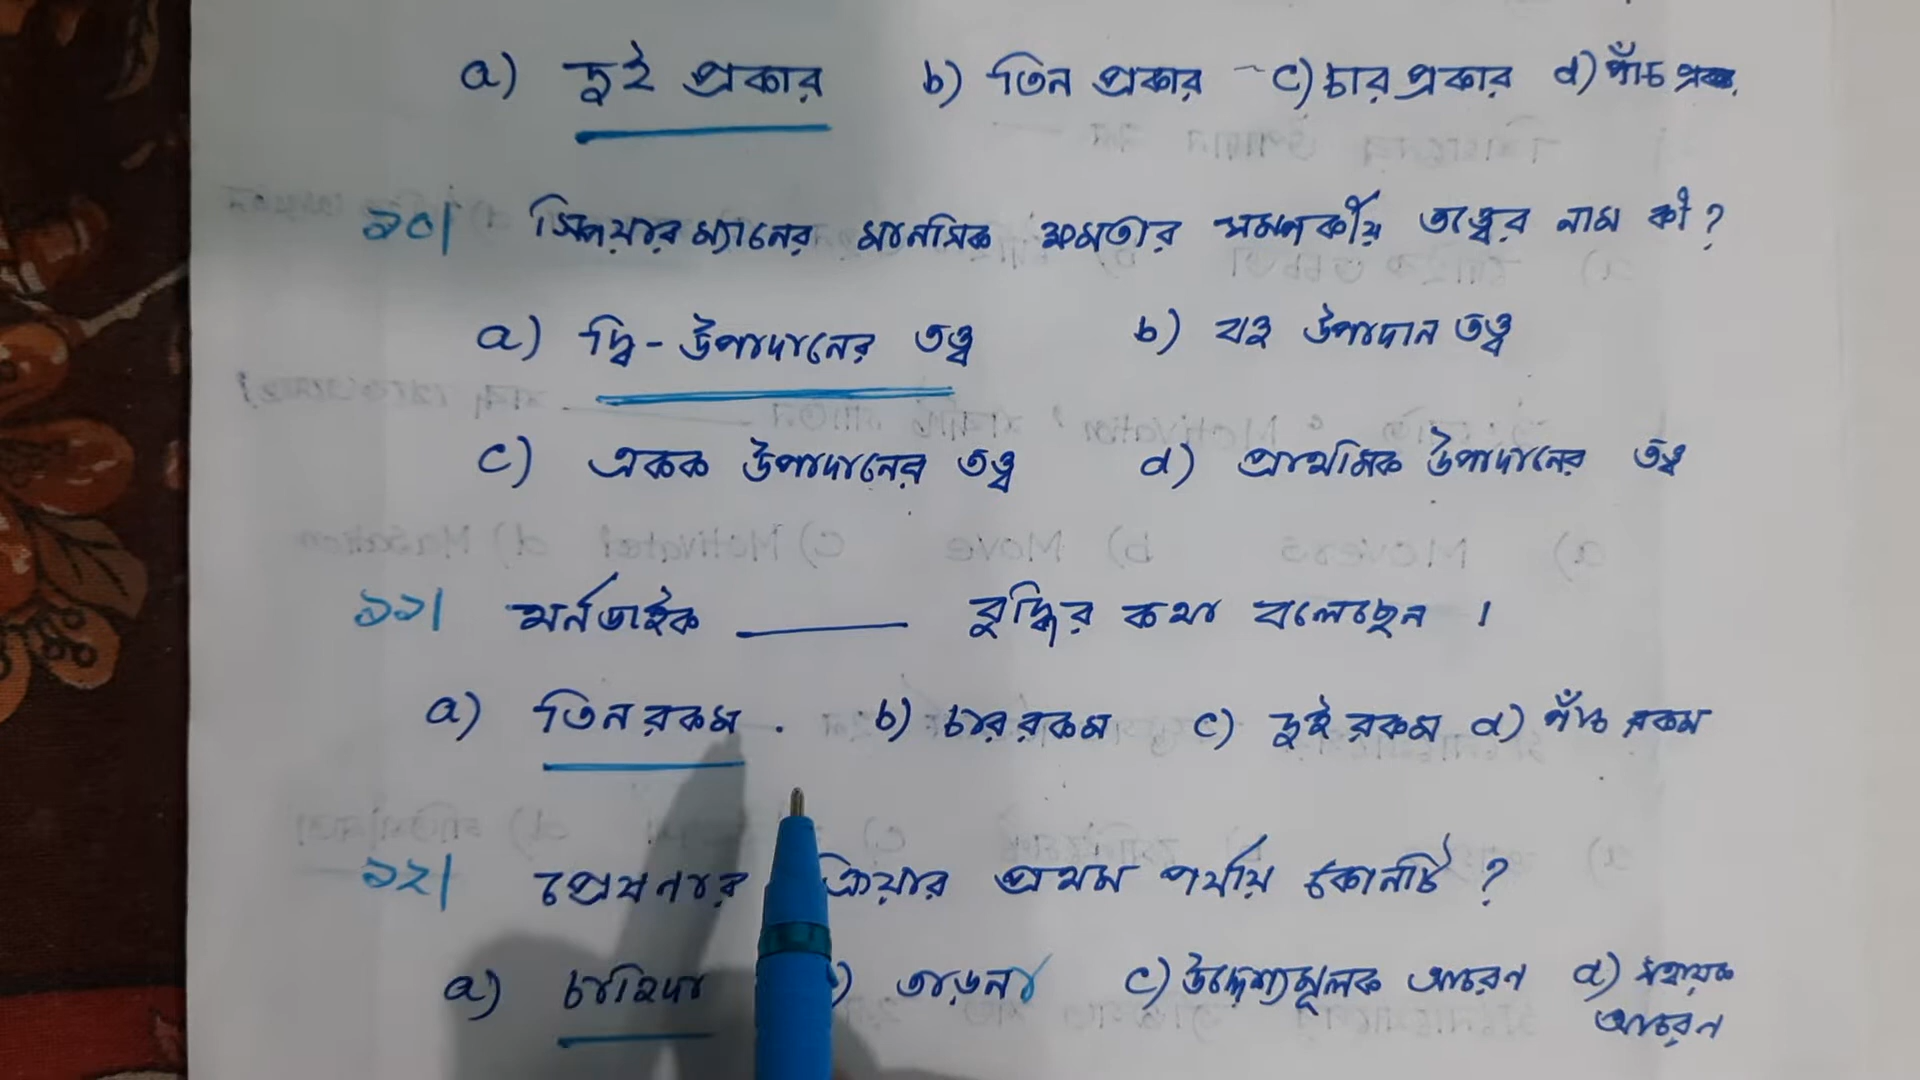 a) দুই প্রকার b) তিন প্রকার c) চার প্রকার d) পাঁচ প্রকার
১০। স্পিয়ারম্যানের মানসিক ক্ষমতার সম্পর্কীয় তত্ত্বের নাম কী?
a) দ্বি-উপাদানের তত্ত্ব b) বহু উপাদান তত্ত্ব
c) একক উপাদানের তত্ত্ব d) প্রাথমিক উপাদানের তত্ত্ব
১১। থর্নডাইক _____ বুদ্ধির কথা বলেছেন ।
a) তিন রকম . b) চার রকম c) দুই রকম d) পাঁচ রকম
১২। প্রেষণার ক্রিয়ার প্রথম পর্যায় কোনটি?
a) চাহিদা ) তাড়না c) উদ্দেশ্যমূলক আচরণ d) সহায়ক
আচরণ